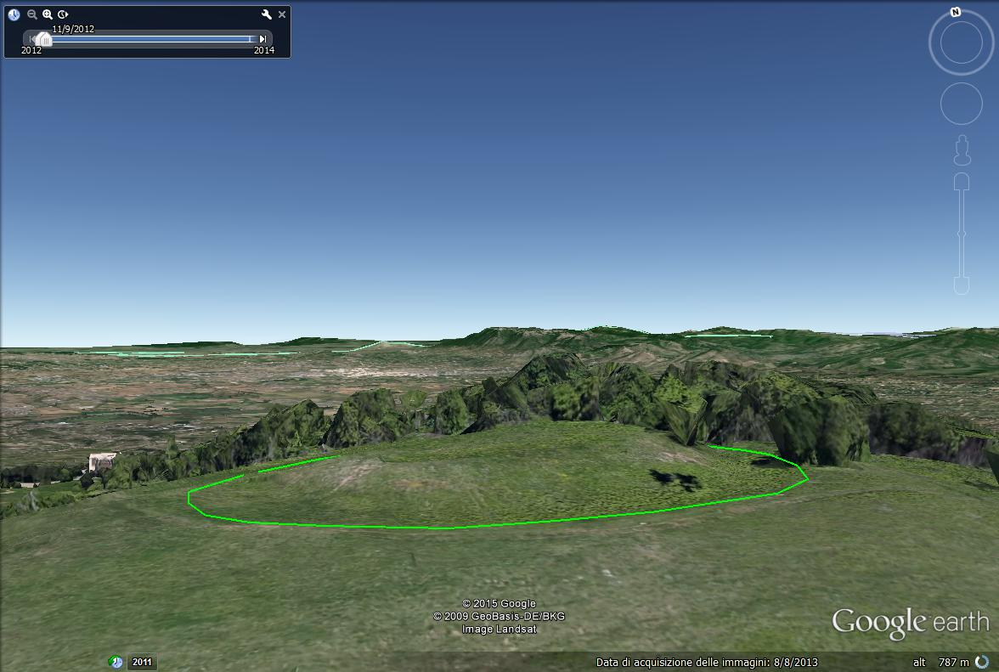 11/9/2012
2012
2014
N
© 2015 Google
© 2009 GeoBasis-DE/BKG
Image Landsat
Google earth
2011
Data di acquisizione delle immagini: 8/8/2013
alt 787 m